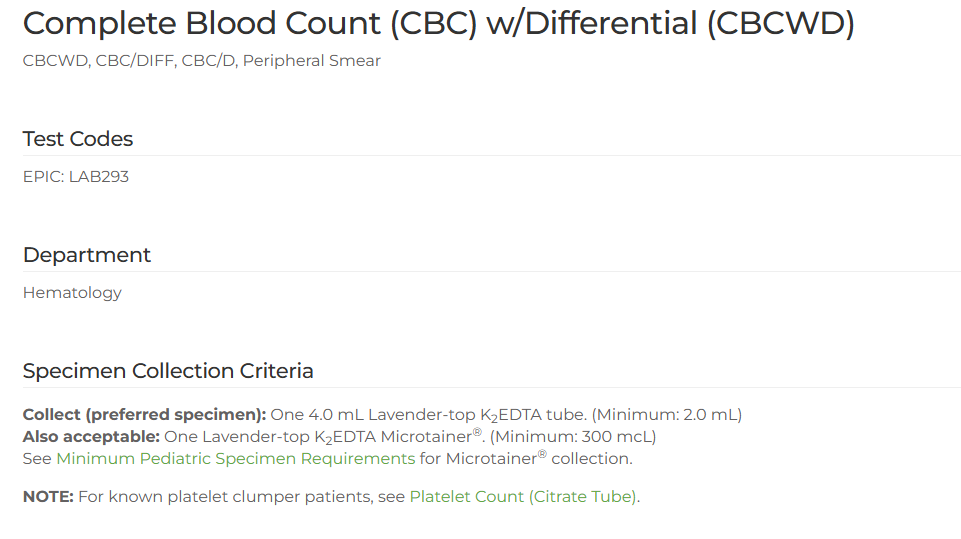 Complete Blood Count (CBC) w/Differential (CBCWD)
CBCWD, CBC/DIFF, CBC/D, Peripheral Smear
Test Codes
EPIC: LAB293
Department
Hematology
Specimen Collection Criteria
Collect (preferred specimen): One 4.0 mL Lavender-top K₂EDTA tube. (Minimum: 2.0 mL)
Also acceptable: One Lavender-top K₂EDTA Microtainer®. (Minimum: 300 mcL)
See Minimum Pediatric Specimen Requirements for Microtainer® collection.
NOTE: For known platelet clumper patients, see Platelet Count (Citrate Tube).